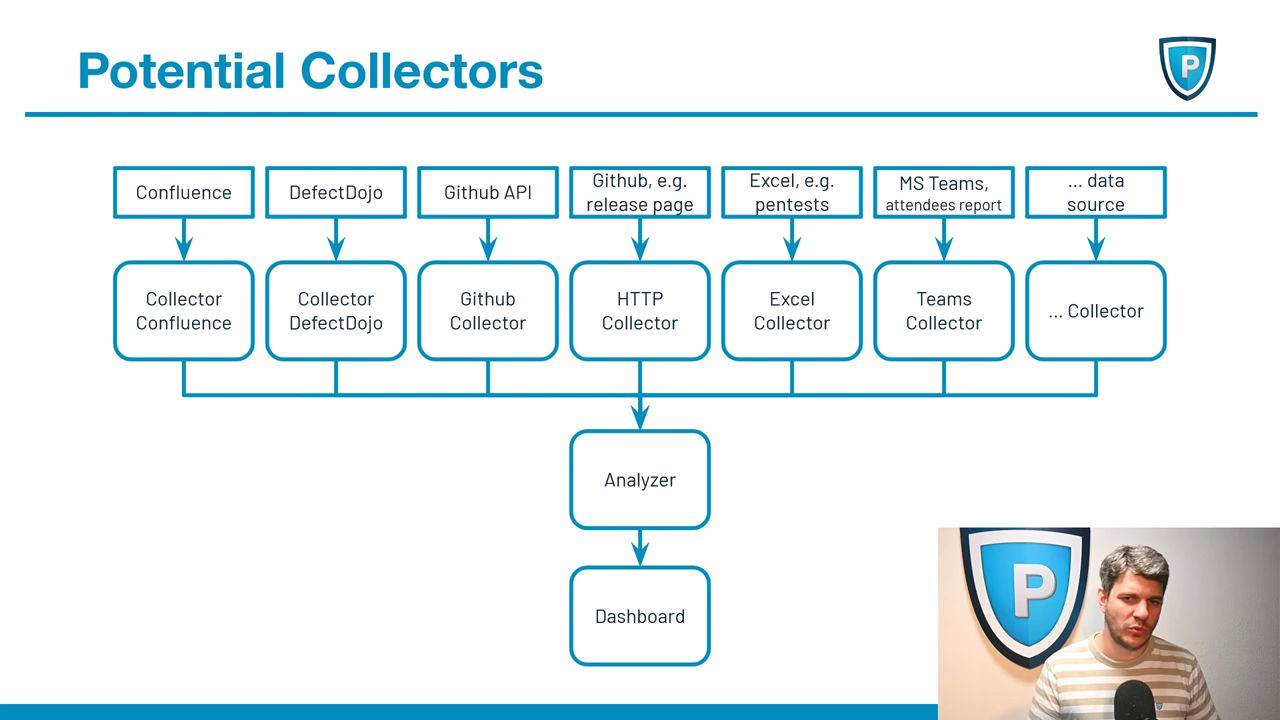 Potential Collectors
P
Confluence
DefectDojo
Github API
Github, e.g.
release page
Excel, e.g.
pentests
MS Teams,
attendees report
... data
source
Collector
Confluence
Collector
DefectDojo
Github
Collector
HTTP
Collector
Excel
Collector
Teams
Collector
... Collector
Analyzer
Dashboard
P